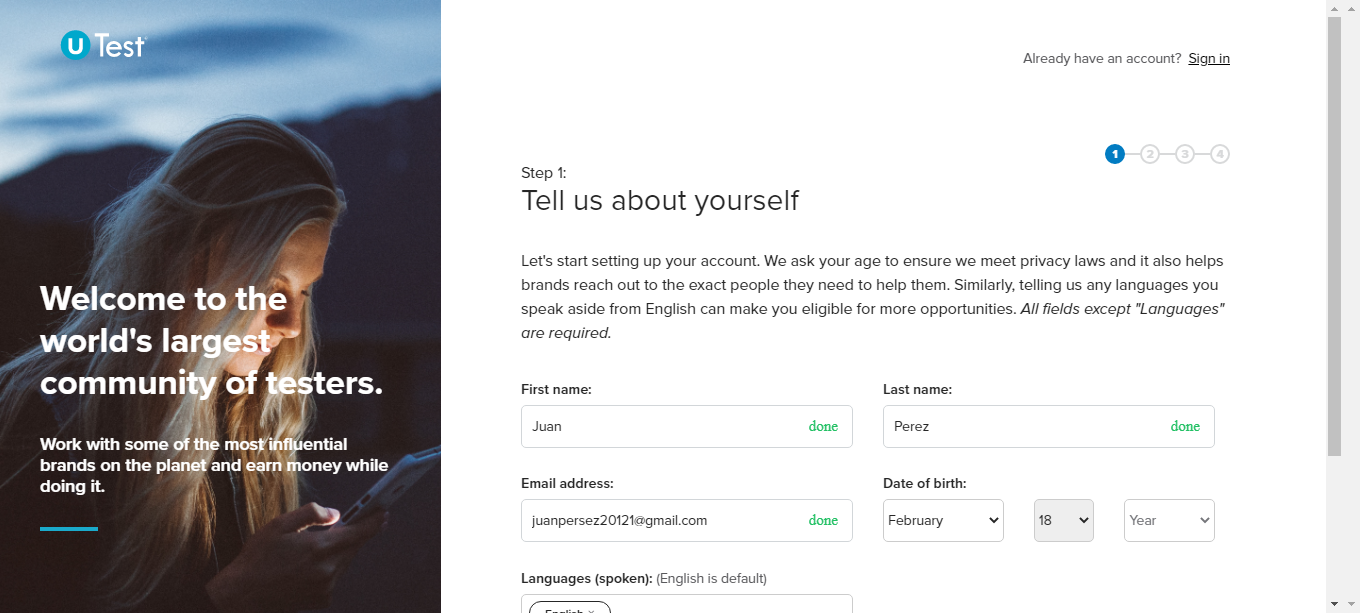 U Test
Already have an account? Sign in
1 2 3 4
Step 1:
Tell us about yourself
Let's start setting up your account. We ask your age to ensure we meet privacy laws and it also helps
brands reach out to the exact people they need to help them. Similarly, telling us any languages you
speak aside from English can make you eligible for more opportunities. All fields except "Languages"
are required.
Welcome to the
world's largest
community of testers.
Work with some of the most influential
brands on the planet and earn money while
doing it.
First name:
Last name:
Juan done
Perez done
Email address:
Date of birth:
juanpersez20121@gmail.com done
February 18 Year
Languages (spoken): (English is default)
English ×